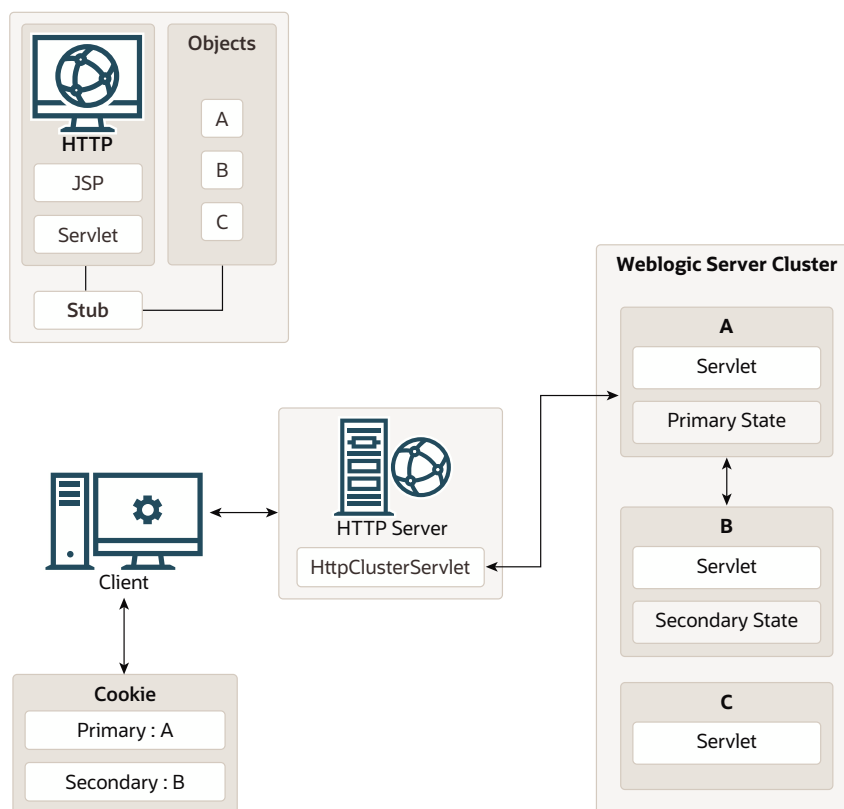 HTTP
JSP
Servlet
Stub
Objects
A
B
C
Client
Cookie
Primary : A
Secondary : B
HTTP Server
HttpClusterServlet
Weblogic Server Cluster
A
Servlet
Primary State
B
Servlet
Secondary State
C
Servlet